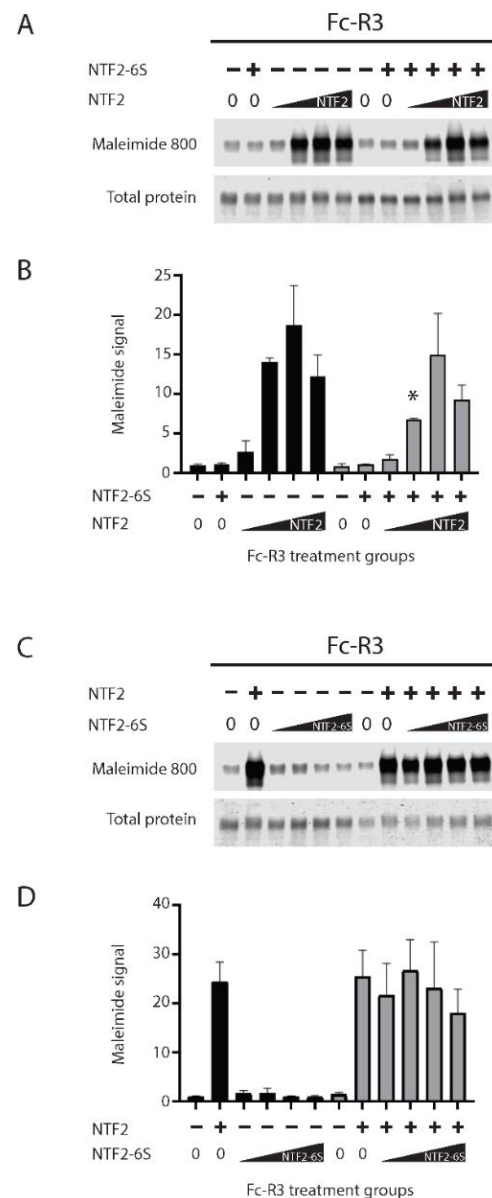 A
Fc-R3
NTF2-6S − + − − − − − + + + + +
NTF2 0 0 NTF2 0 0 NTF2
Maleimide 800
Total protein
B
Maleimide signal
25
20
15
10
5
0
*
NTF2-6S − + − − − − − + + + + +
NTF2 0 0 NTF2 0 0 NTF2
Fc-R3 treatment groups
C
Fc-R3
NTF2 − + − − − − − + + + + +
NTF2-6S 0 0 NTF2-6S 0 0 NTF2-6S
Maleimide 800
Total protein
D
Maleimide signal
40
30
20
10
0
NTF2 − + − − − − − + + + + +
NTF2-6S 0 0 NTF2-6S 0 0 NTF2-6S
Fc-R3 treatment groups